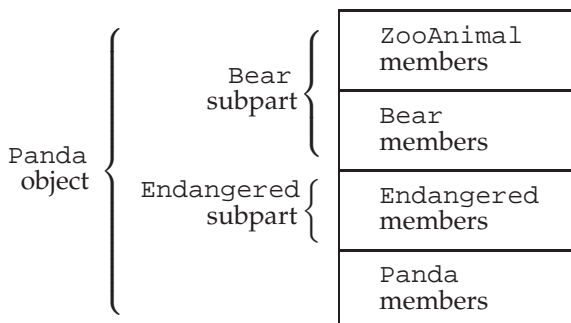 Panda
object
Bear
subpart
Endangered
subpart
ZooAnimal
members
Bear
members
Endangered
members
Panda
members